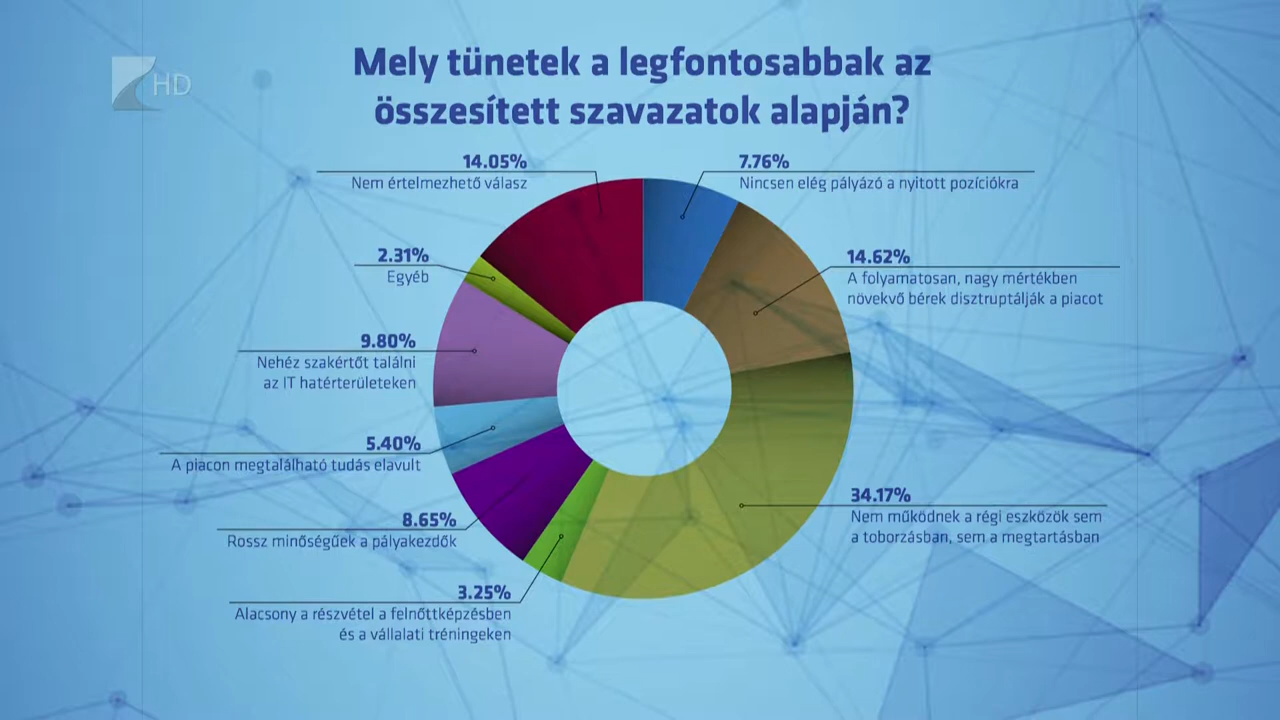 HD
Mely tünetek a legfontosabbak az
összesített szavazatok alapján?
14.05%
Nem értelmezhető válasz
7.76%
Nincsen elég pályázó a nyitott pozíciókra
2.31%
Egyéb
14.62%
A folyamatosan, nagy mértékben
növekvő bérek disztruptálják a piacot
9.80%
Nehéz szakértőt találni
az IT hatérterületeken
5.40%
A piacon megtalálható tudás elavult
34.17%
Nem működnek a régi eszközök sem
a toborzásban, sem a megtartásban
8.65%
Rossz minőségűek a pályakezdők
3.25%
Alacsony a részvétel a felnőttképzésben
és a vállalati tréningeken